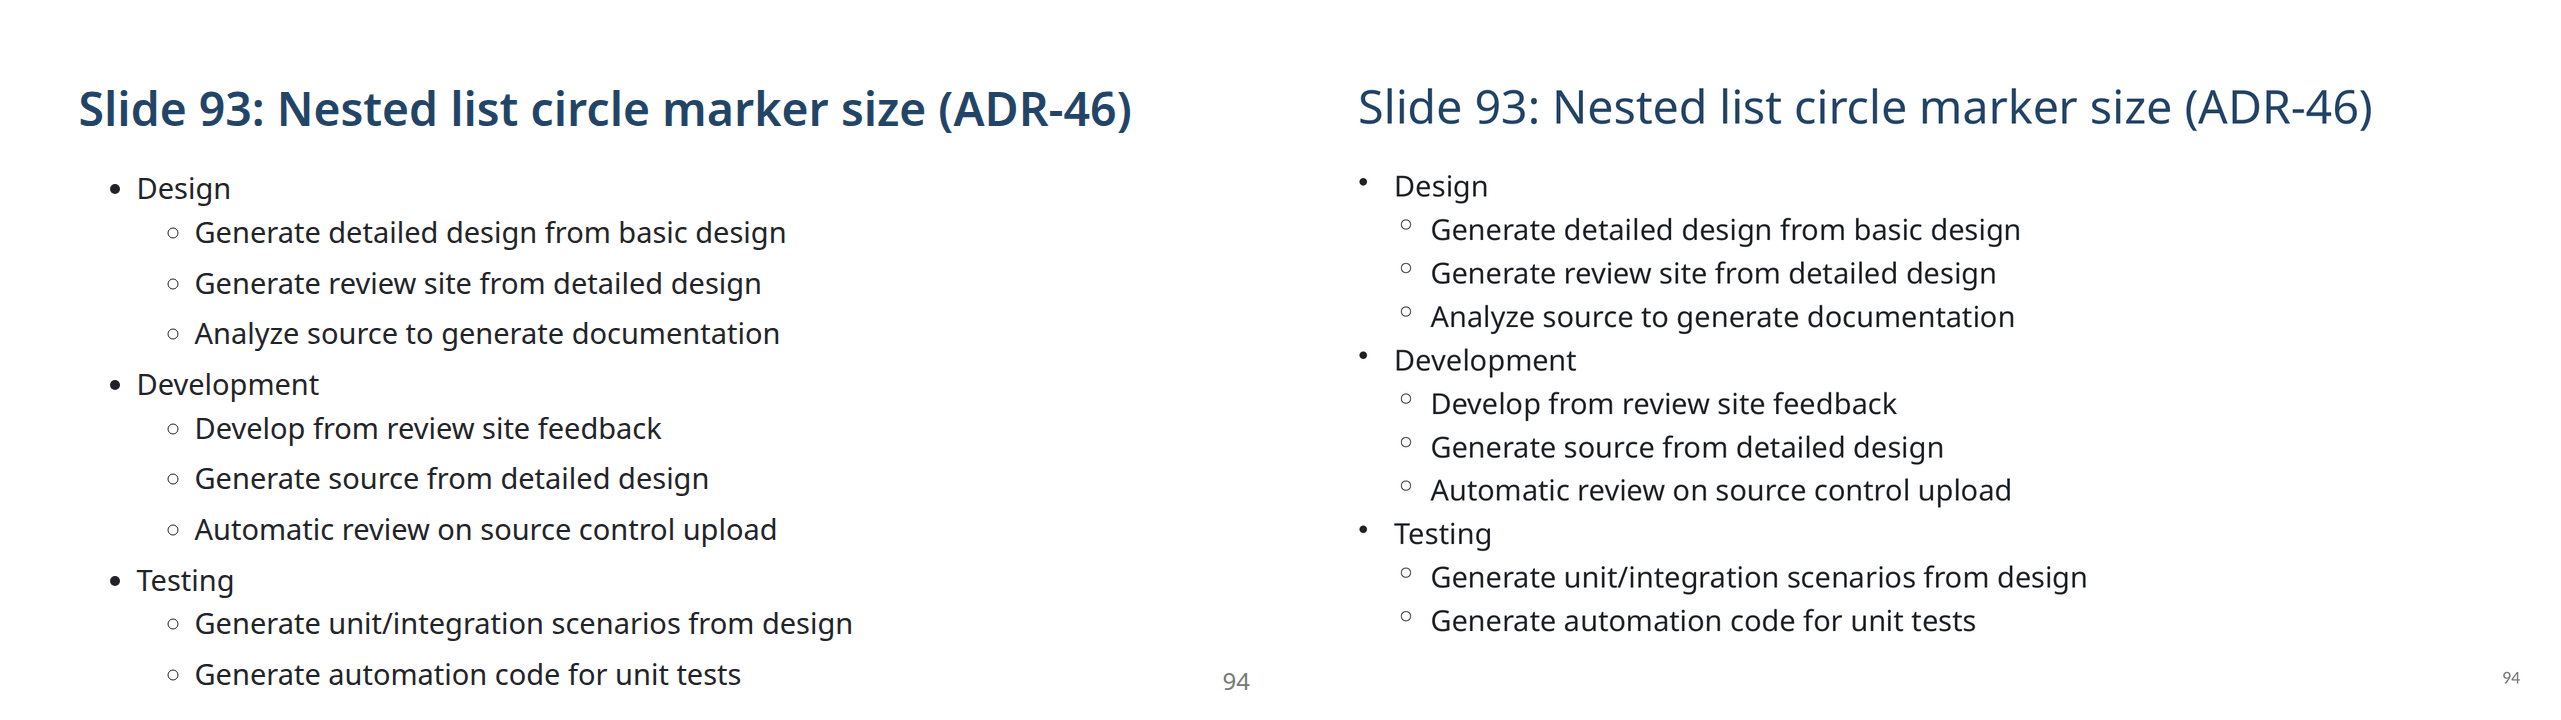 Slide 93: Nested list circle marker size (ADR-46)
• Design
◦ Generate detailed design from basic design
◦ Generate review site from detailed design
◦ Analyze source to generate documentation
• Development
◦ Develop from review site feedback
◦ Generate source from detailed design
◦ Automatic review on source control upload
• Testing
◦ Generate unit/integration scenarios from design
◦ Generate automation code for unit tests
94
Slide 93: Nested list circle marker size (ADR-46)
• Design
◦ Generate detailed design from basic design
◦ Generate review site from detailed design
◦ Analyze source to generate documentation
• Development
◦ Develop from review site feedback
◦ Generate source from detailed design
◦ Automatic review on source control upload
• Testing
◦ Generate unit/integration scenarios from design
◦ Generate automation code for unit tests
94